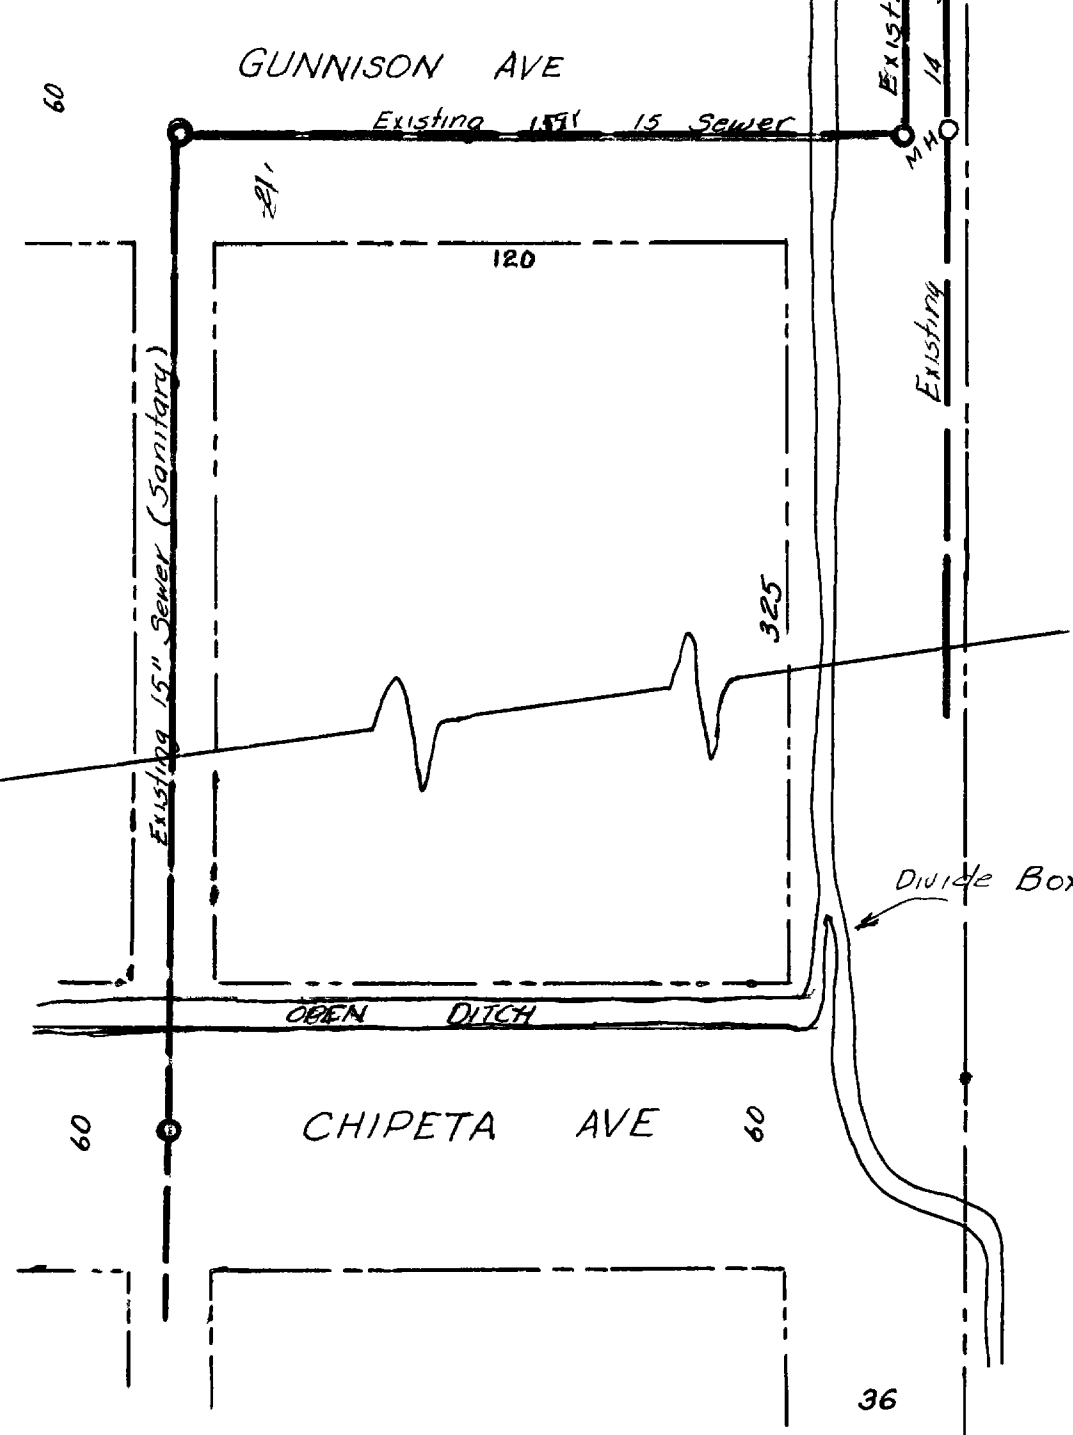 Exist
14
GUNNISON AVE
60
Existing 15 Sewer
MH
21'
120
Existing
Existing 15" Sewer (Sanitary)
325
Divide Box
OPEN DITCH
60
CHIPETA AVE
60
36